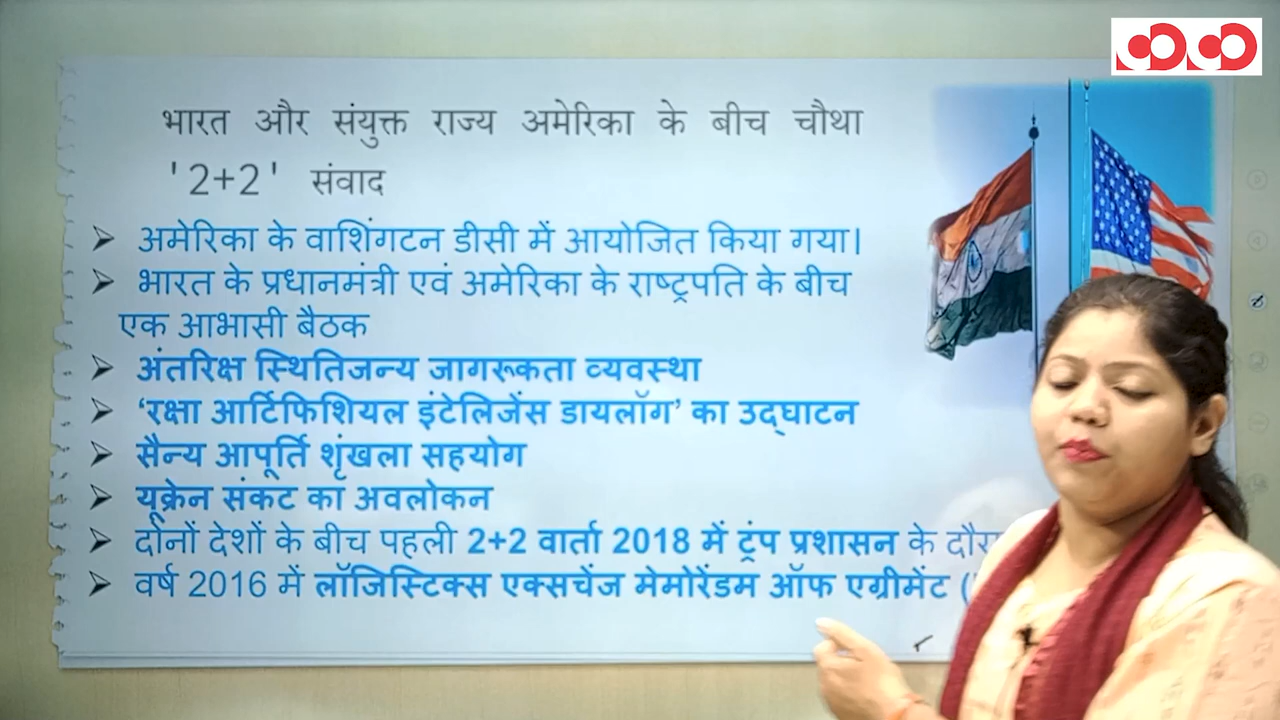 भारत और संयुक्त राज्य अमेरिका के बीच चौथा
'2+2' संवाद
➢ अमेरिका के वाशिंगटन डीसी में आयोजित किया गया।
➢ भारत के प्रधानमंत्री एवं अमेरिका के राष्ट्रपति के बीच
एक आभासी बैठक
➢ अंतरिक्ष स्थितिजन्य जागरूकता व्यवस्था
➢ 'रक्षा आर्टिफिशियल इंटेलिजेंस डायलॉग' का उद्घाटन
➢ सैन्य आपूर्ति शृंखला सहयोग
➢ यूक्रेन संकट का अवलोकन
➢ दोनों देशों के बीच पहली 2+2 वार्ता 2018 में ट्रंप प्रशासन के
➢ वर्ष 2016 में लॉजिस्टिक्स एक्सचेंज मेमोरेंडम ऑफ एग्रीमेंट (